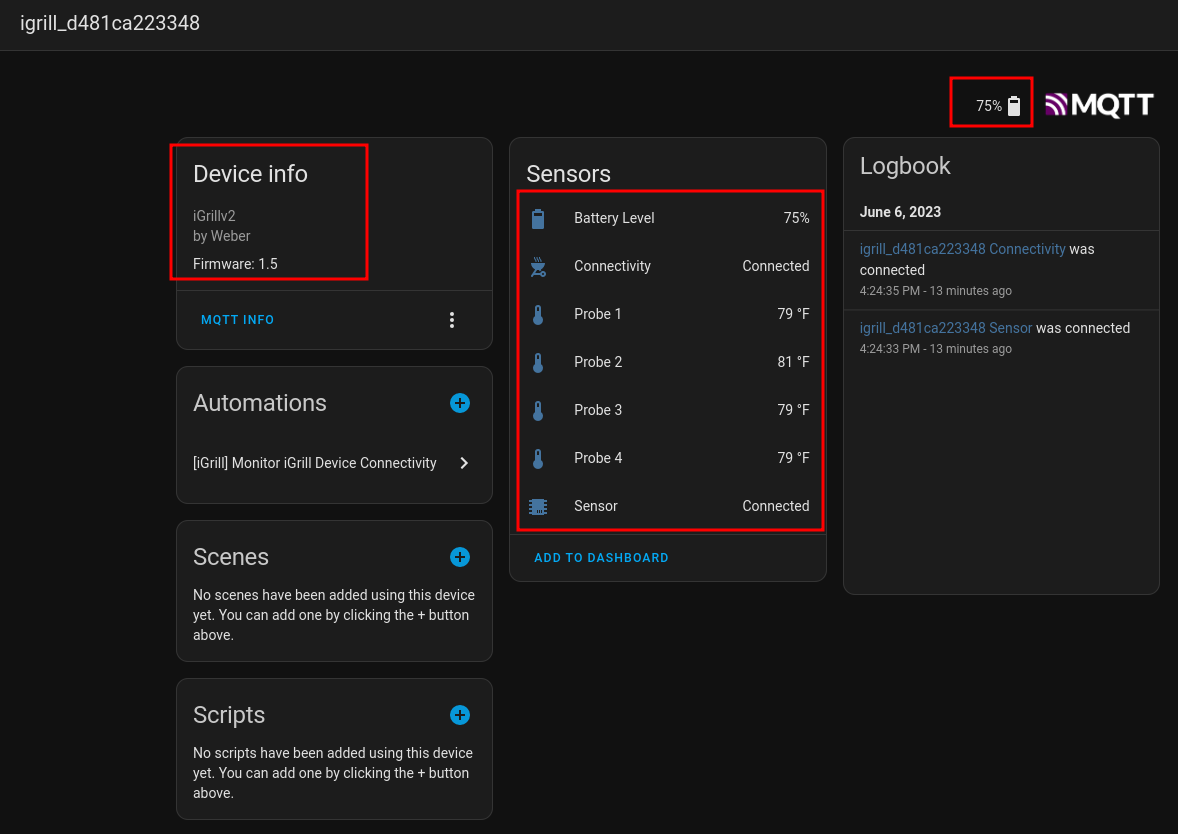 igrill_d481ca223348
75%
MQTT
Device info
iGrillv2
by Weber
Firmware: 1.5
MQTT INFO
Automations
[iGrill] Monitor iGrill Device Connectivity
Scenes
No scenes have been added using this device
yet. You can add one by clicking the + button
above.
Scripts
No scripts have been added using this device
yet. You can add one by clicking the + button
above.
Sensors
Battery Level 75%
Connectivity Connected
Probe 1 79 °F
Probe 2 81 °F
Probe 3 79 °F
Probe 4 79 °F
Sensor Connected
ADD TO DASHBOARD
Logbook
June 6, 2023
igrill_d481ca223348 Connectivity was
connected
4:24:35 PM - 13 minutes ago
igrill_d481ca223348 Sensor was connected
4:24:33 PM - 13 minutes ago